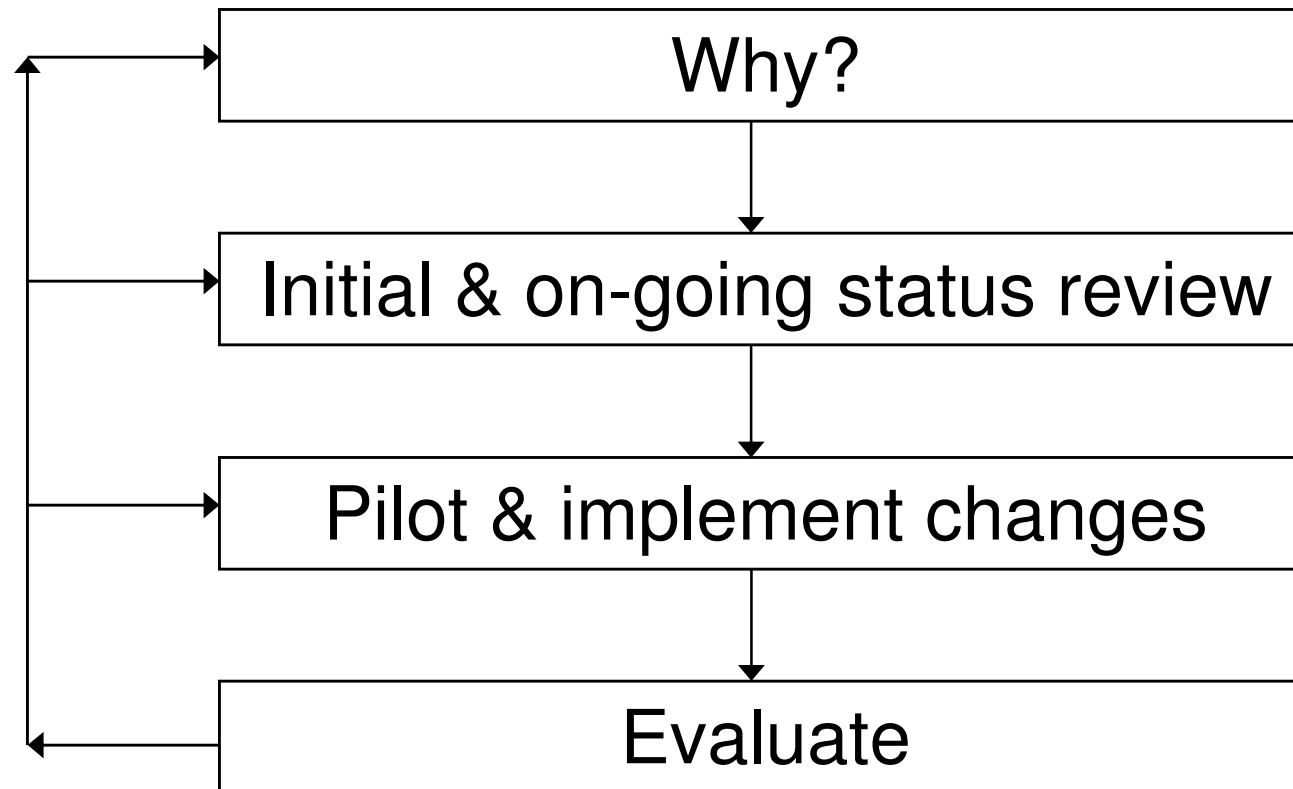 Why?
Initial & on-going status review
Pilot & implement changes
Evaluate